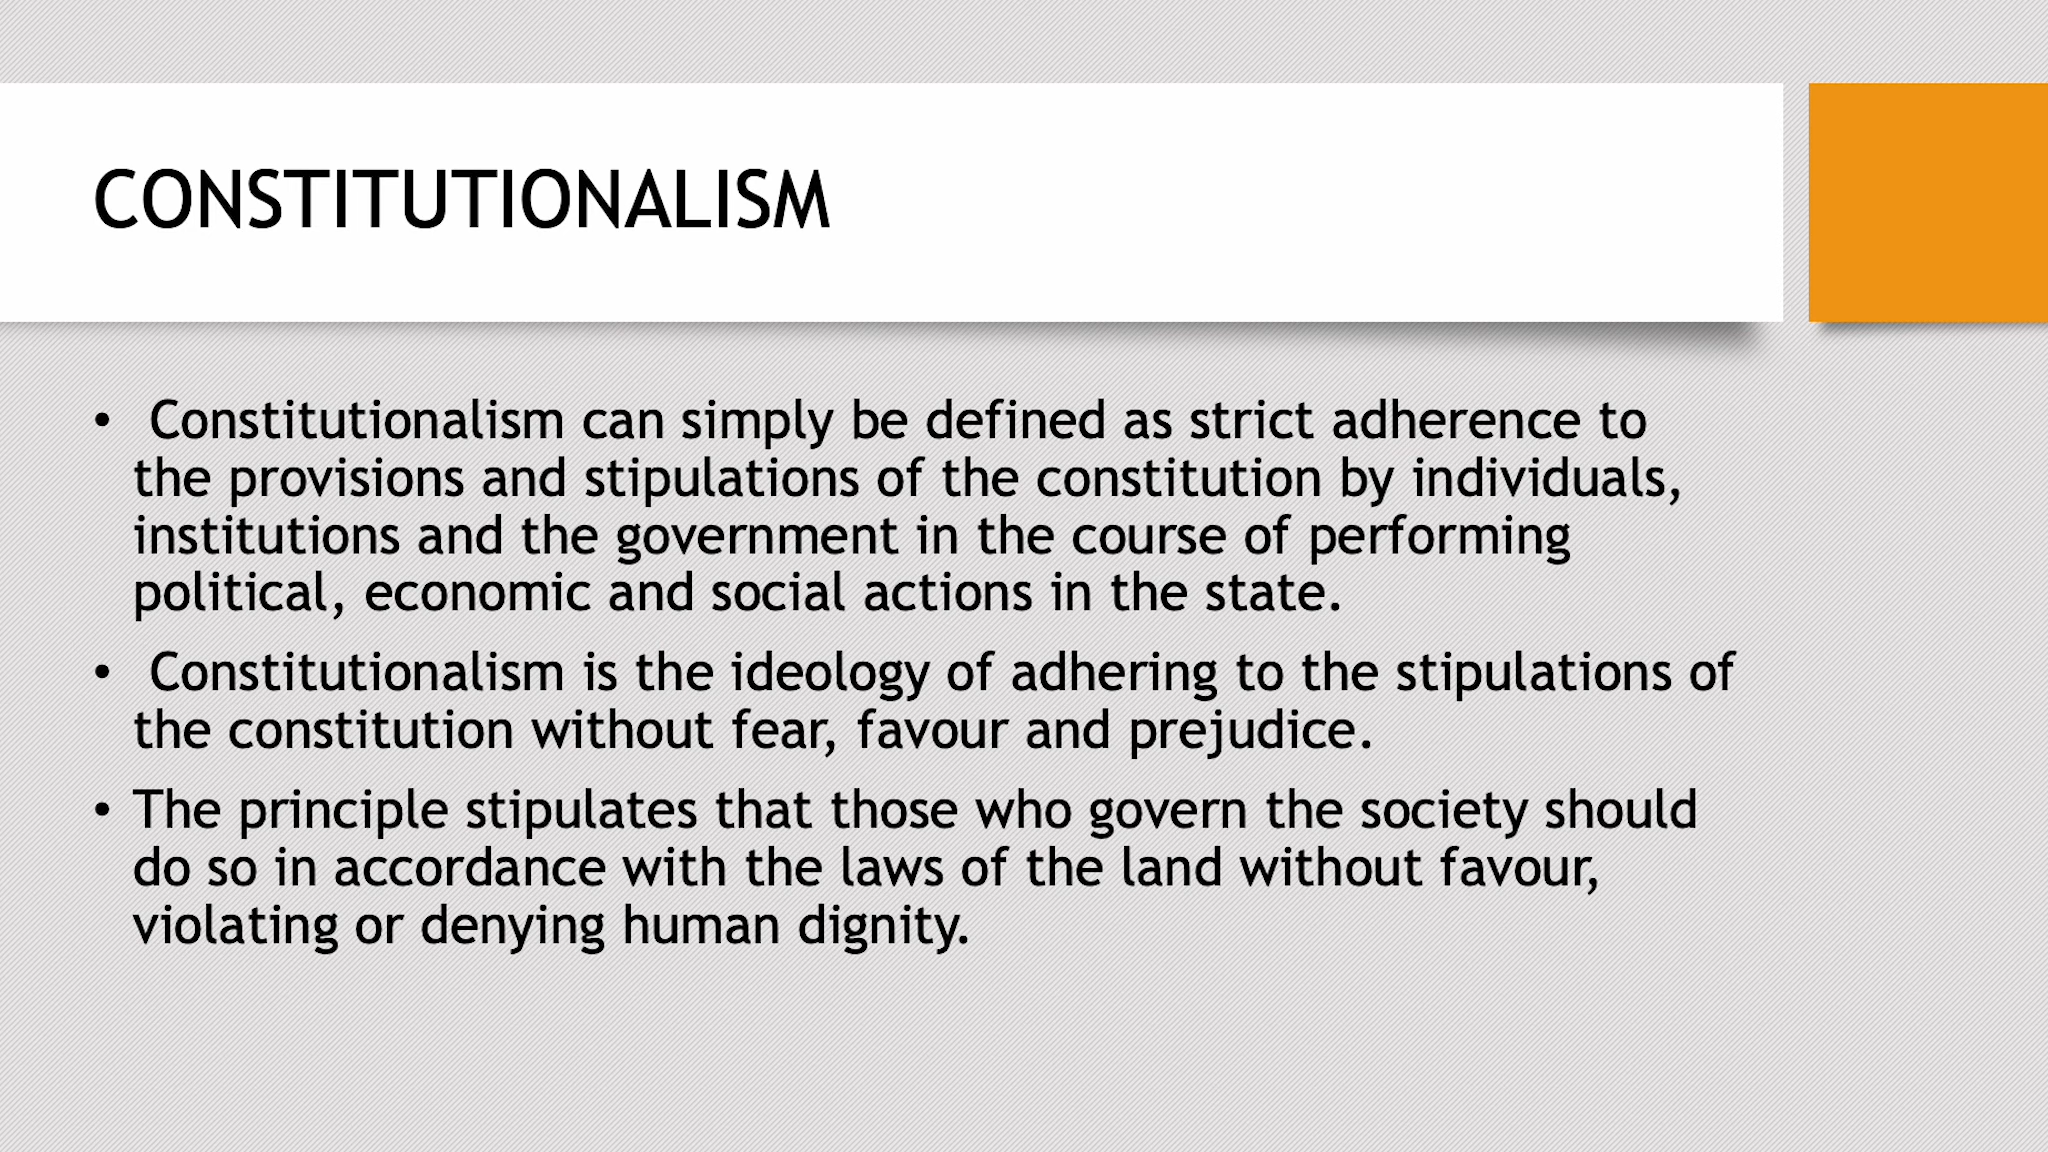 CONSTITUTIONALISM
• Constitutionalism can simply be defined as strict adherence to
the provisions and stipulations of the constitution by individuals,
institutions and the government in the course of performing
political, economic and social actions in the state.
• Constitutionalism is the ideology of adhering to the stipulations of
the constitution without fear, favour and prejudice.
• The principle stipulates that those who govern the society should
do so in accordance with the laws of the land without favour,
violating or denying human dignity.